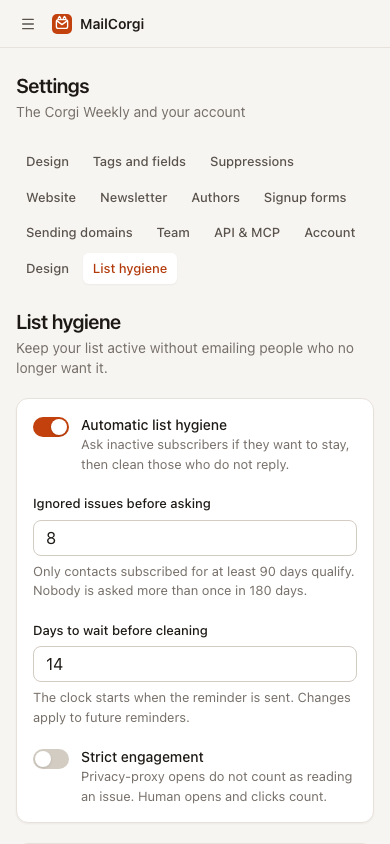 MailCorgi
Settings
The Corgi Weekly and your account
Design Tags and fields Suppressions
Website Newsletter Authors Signup forms
Sending domains Team API & MCP Account
Design List hygiene
List hygiene
Keep your list active without emailing people who no
longer want it.
Automatic list hygiene
Ask inactive subscribers if they want to stay,
then clean those who do not reply.
Ignored issues before asking
8
Only contacts subscribed for at least 90 days qualify.
Nobody is asked more than once in 180 days.
Days to wait before cleaning
14
The clock starts when the reminder is sent. Changes
apply to future reminders.
Strict engagement
Privacy-proxy opens do not count as reading
an issue. Human opens and clicks count.